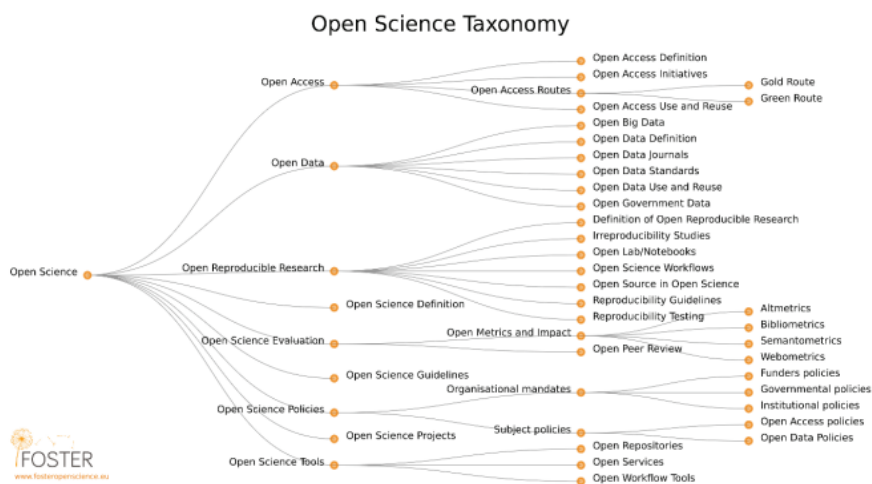 Open Science Taxonomy
Open Science
Open Access
Open Access Definition
Open Access Initiatives
Open Access Routes
Gold Route
Green Route
Open Access Use and Reuse
Open Data
Open Big Data
Open Data Definition
Open Data Journals
Open Data Standards
Open Data Use and Reuse
Open Government Data
Open Reproducible Research
Definition of Open Reproducible Research
Irreproducibility Studies
Open Lab/Notebooks
Open Science Workflows
Open Source in Open Science
Reproducibility Guidelines
Reproducibility Testing
Open Science Definition
Open Science Evaluation
Open Metrics and Impact
Altmetrics
Bibliometrics
Semantometrics
Webometrics
Open Peer Review
Open Science Guidelines
Open Science Policies
Organisational mandates
Funders policies
Governmental policies
Institutional policies
Subject policies
Open Access policies
Open Data Policies
Open Science Projects
Open Science Tools
Open Repositories
Open Services
Open Workflow Tools
FOSTER
www.fosteropenscience.eu